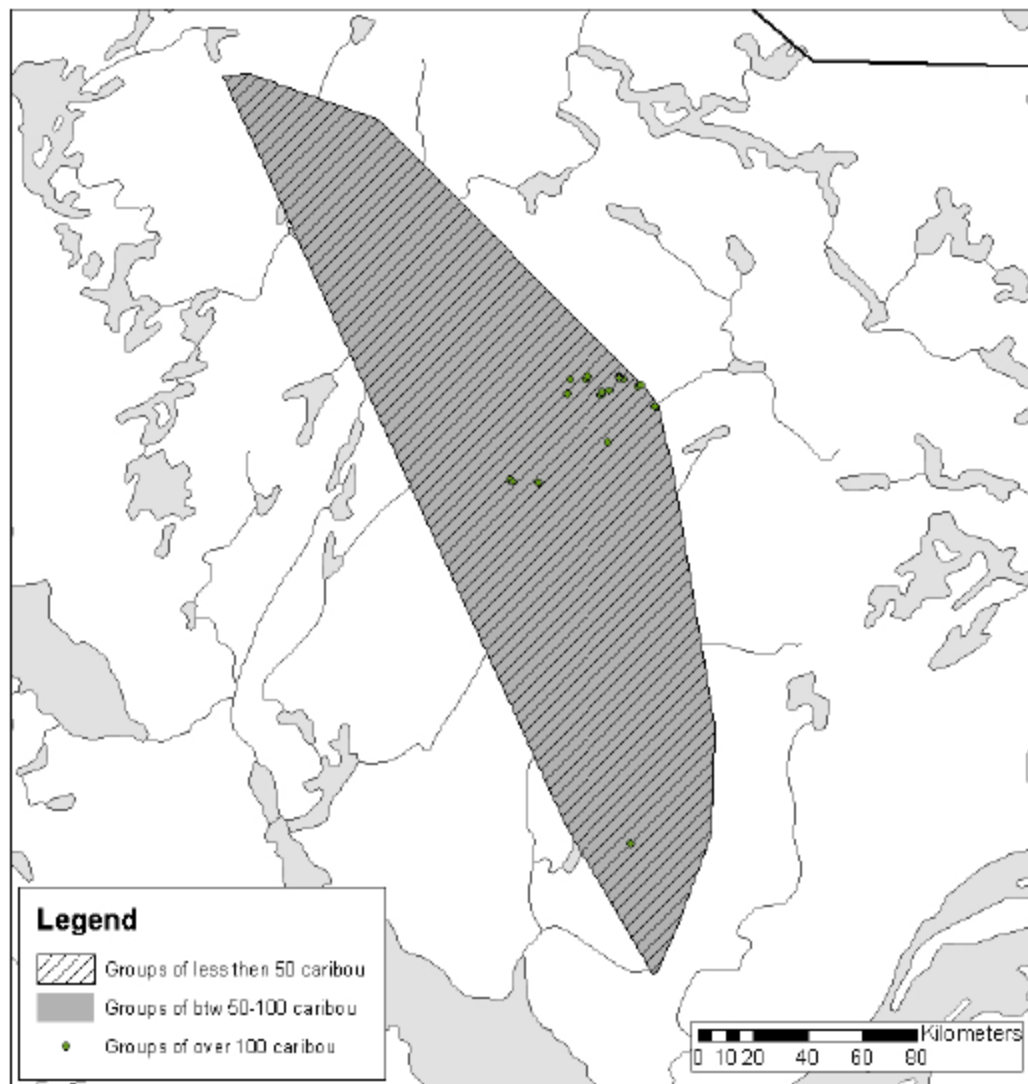 Legend
Groups of less then 50 caribou
Groups of btw 50-100 caribou
Groups of over 100 caribou
Kilometers
0 10 20 40 60 80